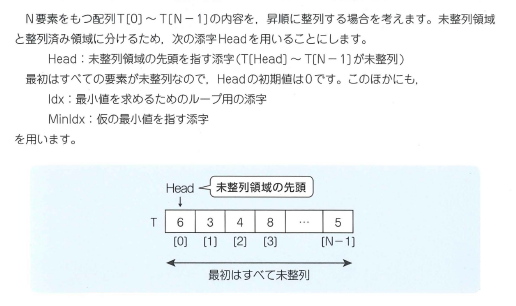 N要素をもつ配列T[0]～T[N－1]の内容を，昇順に整列する場合を考えます。未整列領域
と整列済み領域に分けるため，次の添字Headを用いることにします。
Head：未整列領域の先頭を指す添字（T[Head]～T[N－1]が未整列）
最初はすべての要素が未整列なので，Headの初期値は0です。このほかにも，
Idx：最小値を求めるためのループ用の添字
MinIdx：仮の最小値を指す添字
を用います。
Head 未整列領域の先頭
T 6 3 4 8 … 5
[0] [1] [2] [3] [N－1]
最初はすべて未整列